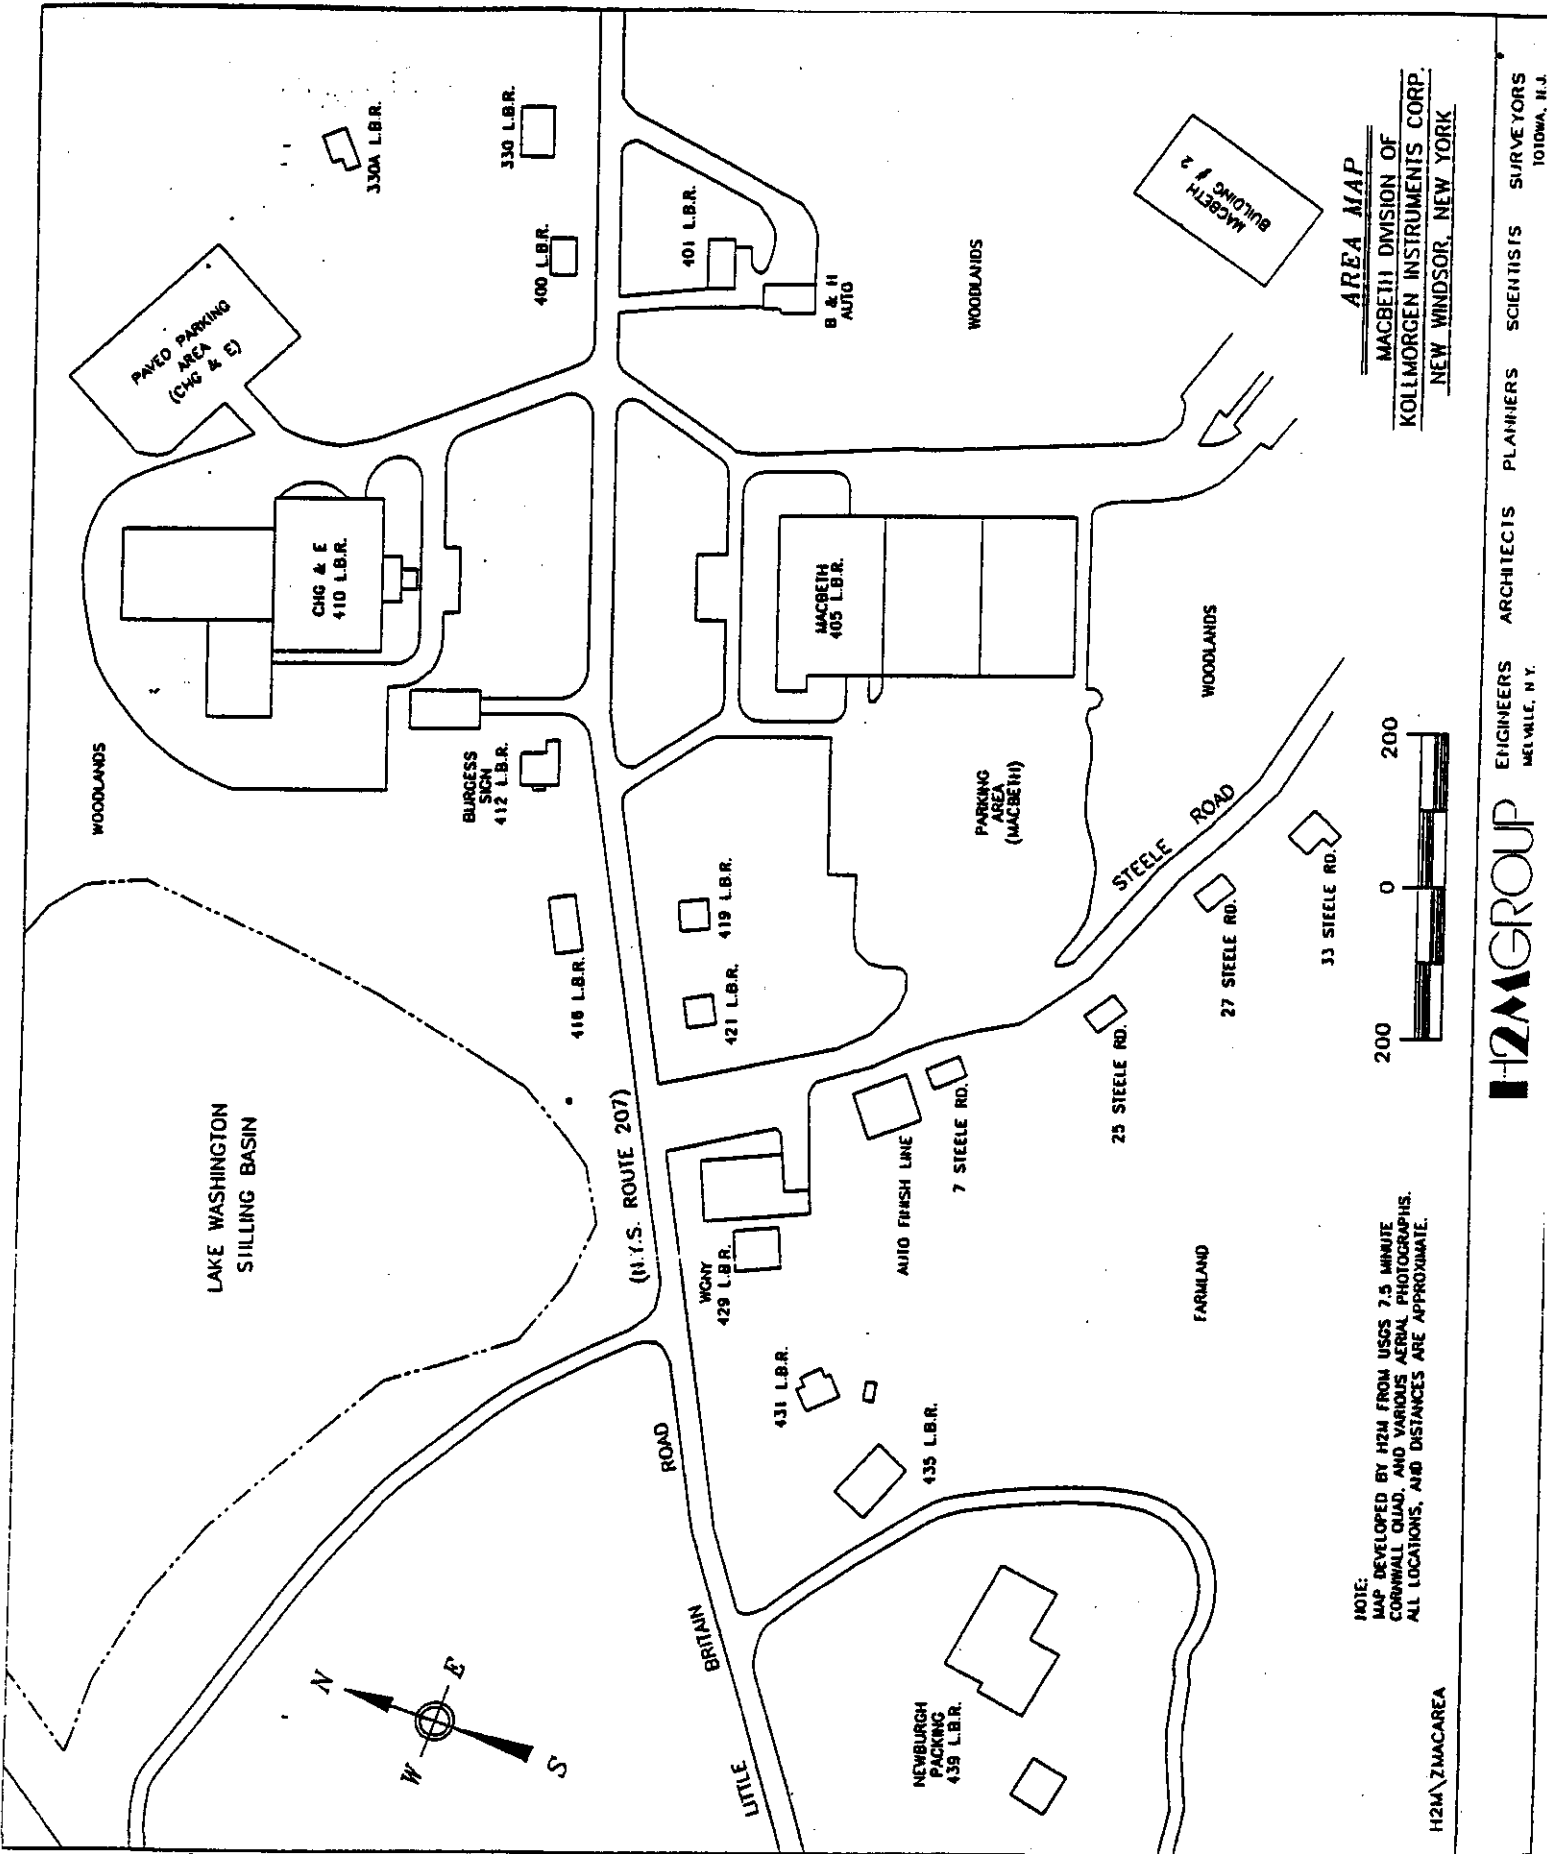 AREA MAP
MACBETH DIVISION OF
KOLLMORGEN INSTRUMENTS CORP.
NEW WINDSOR, NEW YORK
LAKE WASHINGTON
STILLING BASIN
WOODLANDS
PAVED PARKING
AREA
(CHG & E)
330A L.B.R.
330 L.B.R.
400 L.B.R.
401 L.B.R.
B & H
AUTO
WOODLANDS
MACBETH
BUILDING # 2
CHG & E
410 L.B.R.
BURGESS
SIGN
412 L.B.R.
MACBETH
405 L.B.R.
WOODLANDS
PARKING
AREA
(MACBETH)
416 L.B.R.
419 L.B.R.
421 L.B.R.
STEELE ROAD
33 STEELE RD.
27 STEELE RD.
25 STEELE RD.
7 STEELE RD.
AUTO FINISH LINE
(N.Y.S. ROUTE 207)
WGNY
429 L.B.R.
431 L.B.R.
435 L.B.R.
FARMLAND
LITTLE BRITAIN ROAD
NEWBURGH
PACKING
439 L.B.R.
N
E
W
S
200 0 200
NOTE:
MAP DEVELOPED BY H2M FROM USGS 7.5 MINUTE
CORNWALL QUAD. AND VARIOUS AERIAL PHOTOGRAPHS.
ALL LOCATIONS, AND DISTANCES ARE APPROXIMATE.
H2M\ZMACAREA
H2MGROUP ENGINEERS ARCHITECTS PLANNERS SCIENTISTS SURVEYORS
MELVILLE, N.Y. TOTOWA, N.J.